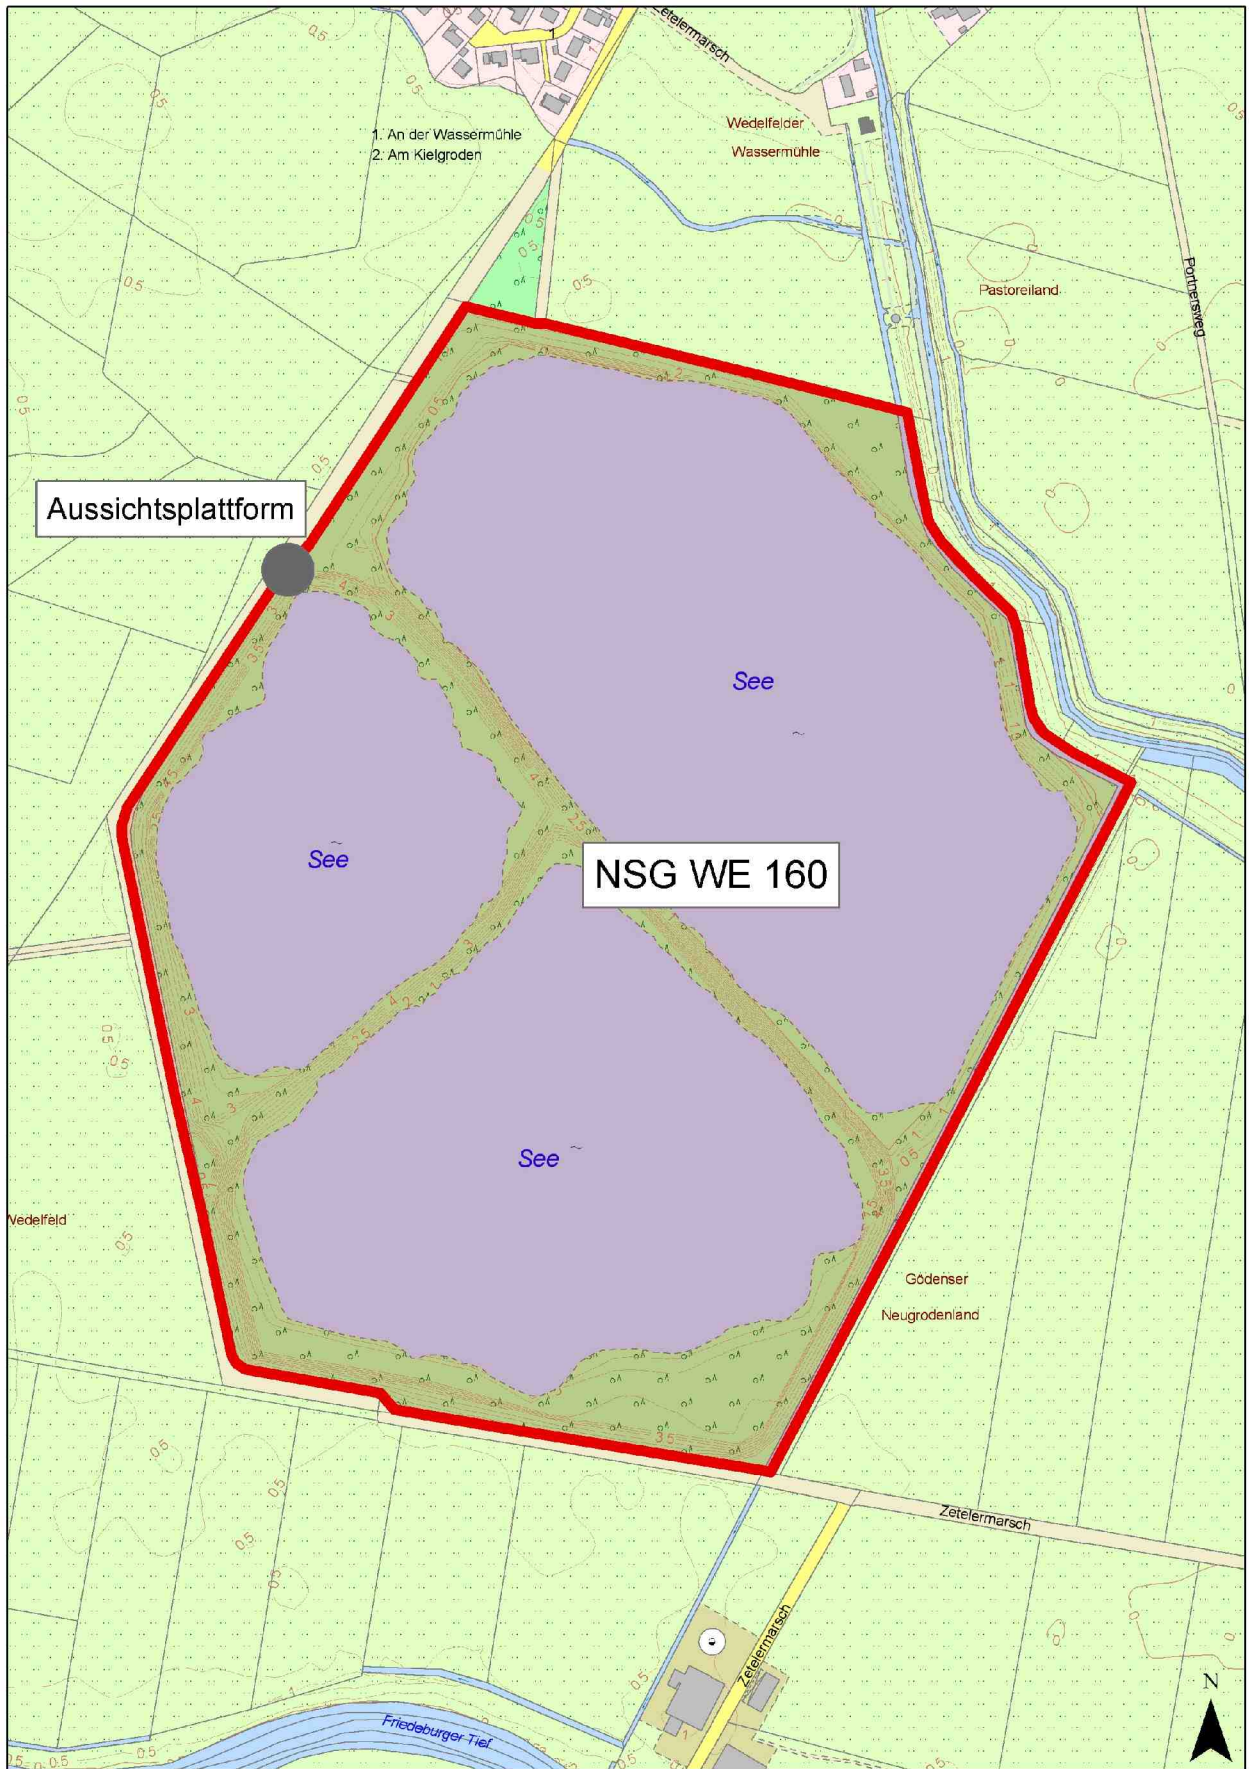 Zetelermarsch
1
1. An der Wassermühle
2. Am Kielgroden
Wedelfelder
Wassermühle
Pastoreiland
Portnersweg
Aussichtsplattform
See
See
NSG WE 160
See
Wedelfeld
Gödenser
Neugrodenland
Zetelermarsch
Zetelermarsch
Friedeburger Tief
N